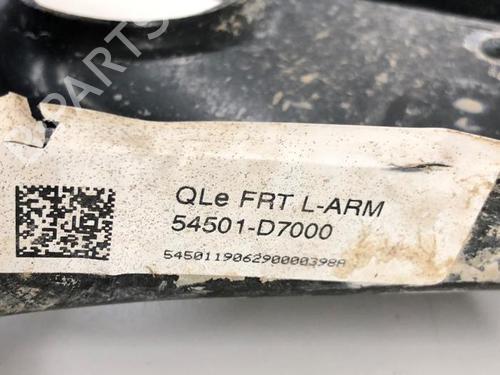 B-PARTS
QLe FRT L-ARM
54501-D7000
545011906290000398A